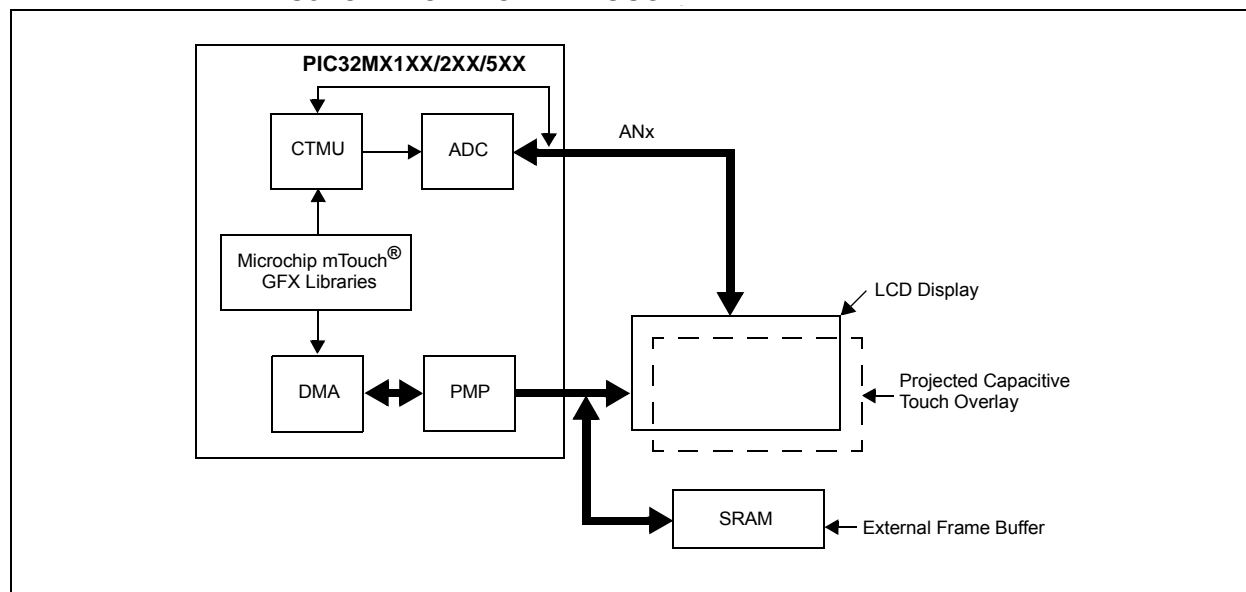 PIC32MX1XX/2XX/5XX
CTMU
ADC
ANx
Microchip mTouch®
GFX Libraries
LCD Display
DMA
PMP
Projected Capacitive
Touch Overlay
SRAM
External Frame Buffer